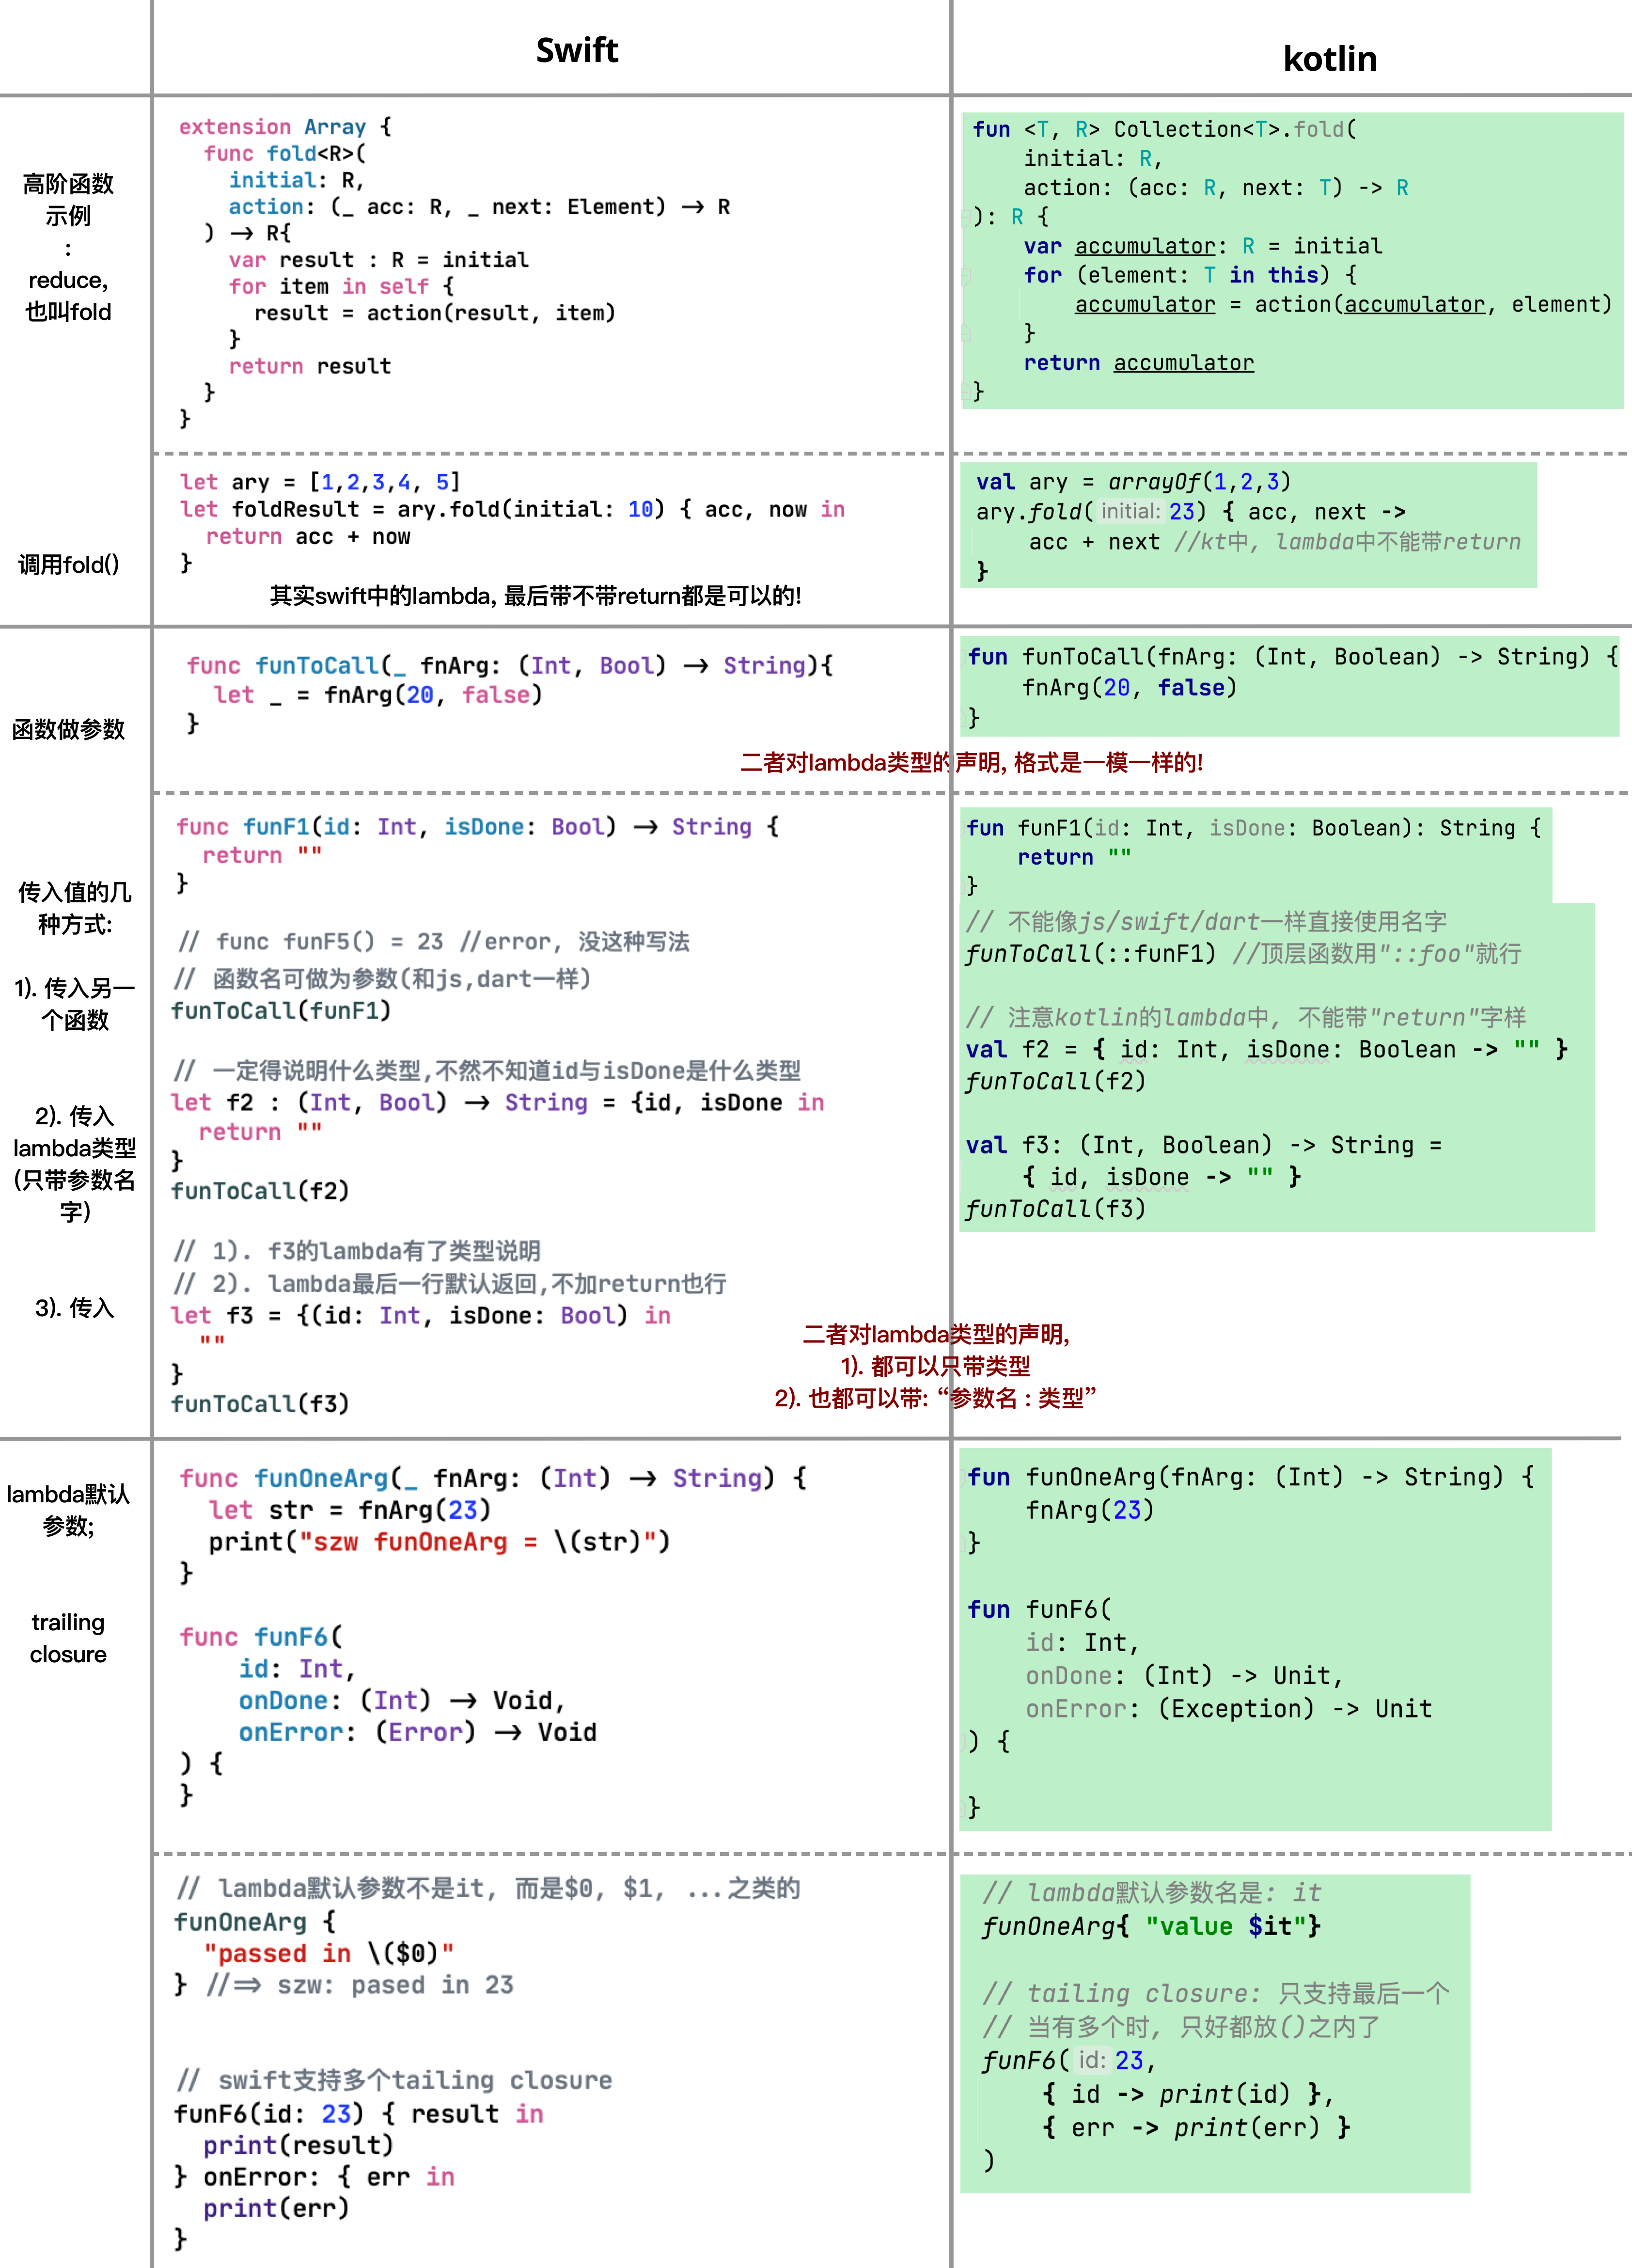 Swift
kotlin
高阶函数
示例
:
reduce,
也叫fold
extension Array {
func fold<R>(
initial: R,
action: (_ acc: R, _ next: Element) -> R
) -> R{
var result : R = initial
for item in self {
result = action(result, item)
}
return result
}
}
fun <T, R> Collection<T>.fold(
initial: R,
action: (acc: R, next: T) -> R
): R {
var accumulator: R = initial
for (element: T in this) {
accumulator = action(accumulator, element)
}
return accumulator
}
调用fold()
let ary = [1,2,3,4, 5]
let foldResult = ary.fold(initial: 10) { acc, now in
return acc + now
}
其实swift中的lambda, 最后带不带return都是可以的!
val ary = arrayOf(1,2,3)
ary.fold( initial: 23) { acc, next ->
acc + next //kt中, lambda中不能带return
}
函数做参数
func funToCall(_ fnArg: (Int, Bool) -> String){
let _ = fnArg(20, false)
}
fun funToCall(fnArg: (Int, Boolean) -> String) {
fnArg(20, false)
}
二者对lambda类型的声明, 格式是一模一样的!
传入值的几
种方式:
1). 传入另一
个函数
2). 传入
lambda类型
(只带参数名
字)
3). 传入
func funF1(id: Int, isDone: Bool) -> String {
return ""
}
// func funF5() = 23 //error, 没这种写法
// 函数名可做为参数(和js,dart一样)
funToCall(funF1)
// 一定得说明什么类型,不然不知道id与isDone是什么类型
let f2 : (Int, Bool) -> String = {id, isDone in
return ""
}
funToCall(f2)
// 1). f3的lambda有了类型说明
// 2). lambda最后一行默认返回,不加return也行
let f3 = {(id: Int, isDone: Bool) in
""
}
funToCall(f3)
fun funF1(id: Int, isDone: Boolean): String {
return ""
}
// 不能像js/swift/dart一样直接使用名字
funToCall(::funF1) //顶层函数用"::foo"就行
// 注意kotlin的lambda中, 不能带"return"字样
val f2 = { id: Int, isDone: Boolean -> "" }
funToCall(f2)
val f3: (Int, Boolean) -> String =
{ id, isDone -> "" }
funToCall(f3)
二者对lambda类型的声明,
1). 都可以只带类型
2). 也都可以带: “参数名 : 类型”
lambda默认
参数;
trailing
closure
func funOneArg(_ fnArg: (Int) -> String) {
let str = fnArg(23)
print("szw funOneArg = \(str)")
}
func funF6(
id: Int,
onDone: (Int) -> Void,
onError: (Error) -> Void
) {
}
fun funOneArg(fnArg: (Int) -> String) {
fnArg(23)
}
fun funF6(
id: Int,
onDone: (Int) -> Unit,
onError: (Exception) -> Unit
) {
}
// lambda默认参数不是it, 而是$0, $1, ...之类的
funOneArg {
"passed in \($0)"
} //=> szw: pased in 23
// swift支持多个tailing closure
funF6(id: 23) { result in
print(result)
} onError: { err in
print(err)
}
// lambda默认参数名是: it
funOneArg{ "value $it"}
// tailing closure: 只支持最后一个
// 当有多个时, 只好都放()之内了
funF6( id: 23,
{ id -> print(id) },
{ err -> print(err) }
)